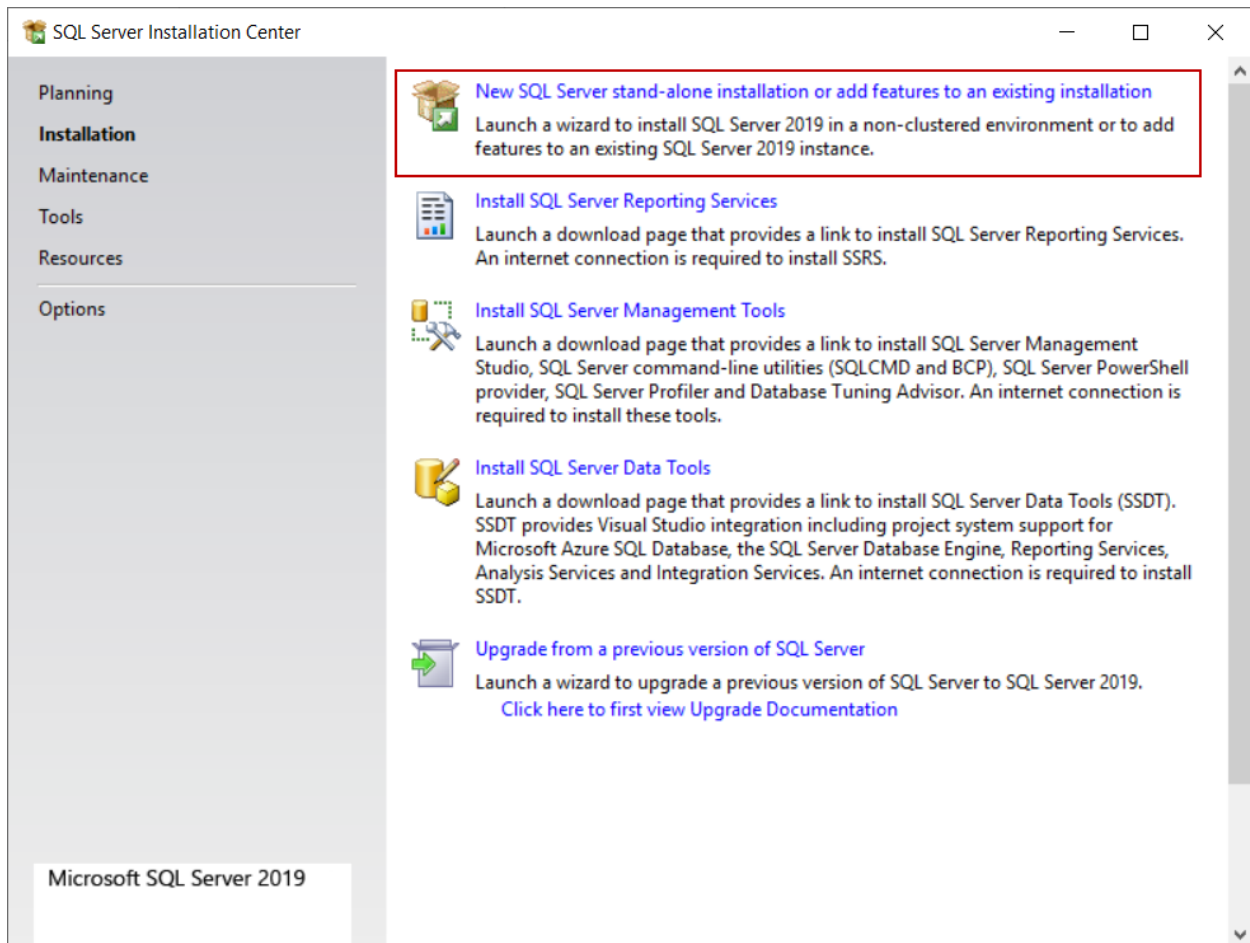 SQL Server Installation Center
Planning
Installation
Maintenance
Tools
Resources
Options
Microsoft SQL Server 2019
New SQL Server stand-alone installation or add features to an existing installation
Launch a wizard to install SQL Server 2019 in a non-clustered environment or to add
features to an existing SQL Server 2019 instance.
Install SQL Server Reporting Services
Launch a download page that provides a link to install SQL Server Reporting Services.
An internet connection is required to install SSRS.
Install SQL Server Management Tools
Launch a download page that provides a link to install SQL Server Management
Studio, SQL Server command-line utilities (SQLCMD and BCP), SQL Server PowerShell
provider, SQL Server Profiler and Database Tuning Advisor. An internet connection is
required to install these tools.
Install SQL Server Data Tools
Launch a download page that provides a link to install SQL Server Data Tools (SSDT).
SSDT provides Visual Studio integration including project system support for
Microsoft Azure SQL Database, the SQL Server Database Engine, Reporting Services,
Analysis Services and Integration Services. An internet connection is required to install
SSDT.
Upgrade from a previous version of SQL Server
Launch a wizard to upgrade a previous version of SQL Server to SQL Server 2019.
Click here to first view Upgrade Documentation